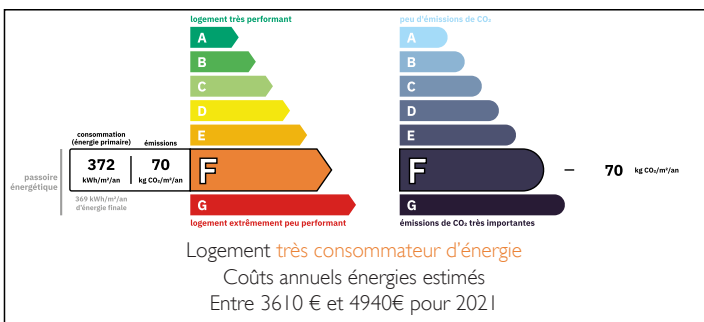 logement très performant
A
B
C
D
E
consommation
(énergie primaire)
émissions
372
kWh/m²/an
70
kg CO₂/m²/an
F
passoire
énergétique
369 kWh/m²/an
d'énergie finale
G
logement extrêmement peu performant
peu d'émissions de CO₂
A
B
C
D
E
F
70 kg CO₂/m²/an
G
émissions de CO₂ très importantes
Logement très consommateur d'énergie
Coûts annuels énergies estimés
Entre 3610 € et 4940€ pour 2021